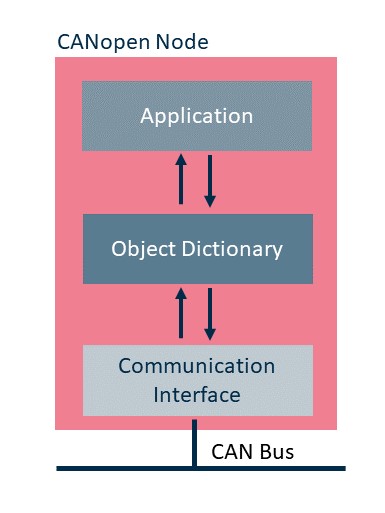 CANopen Node
Application
Object Dictionary
Communication
Interface
CAN Bus